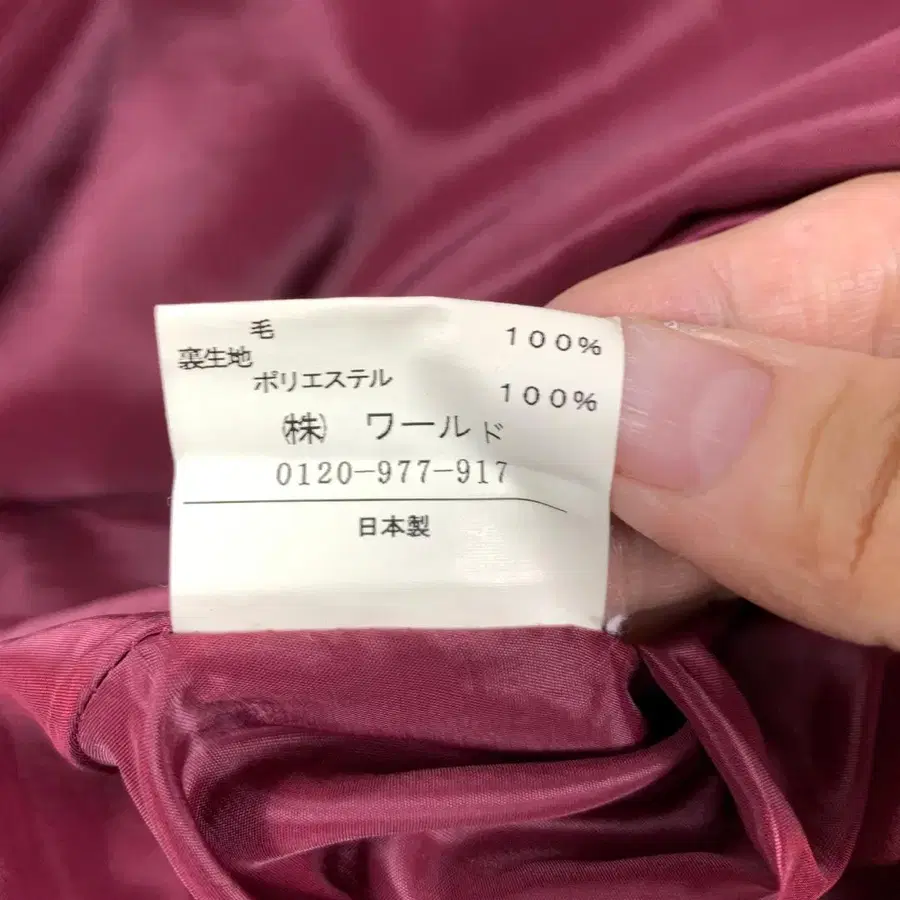 毛 100%
裏生地
ポリエステル 100%
㈱ ワールド
0120-977-917
日本製